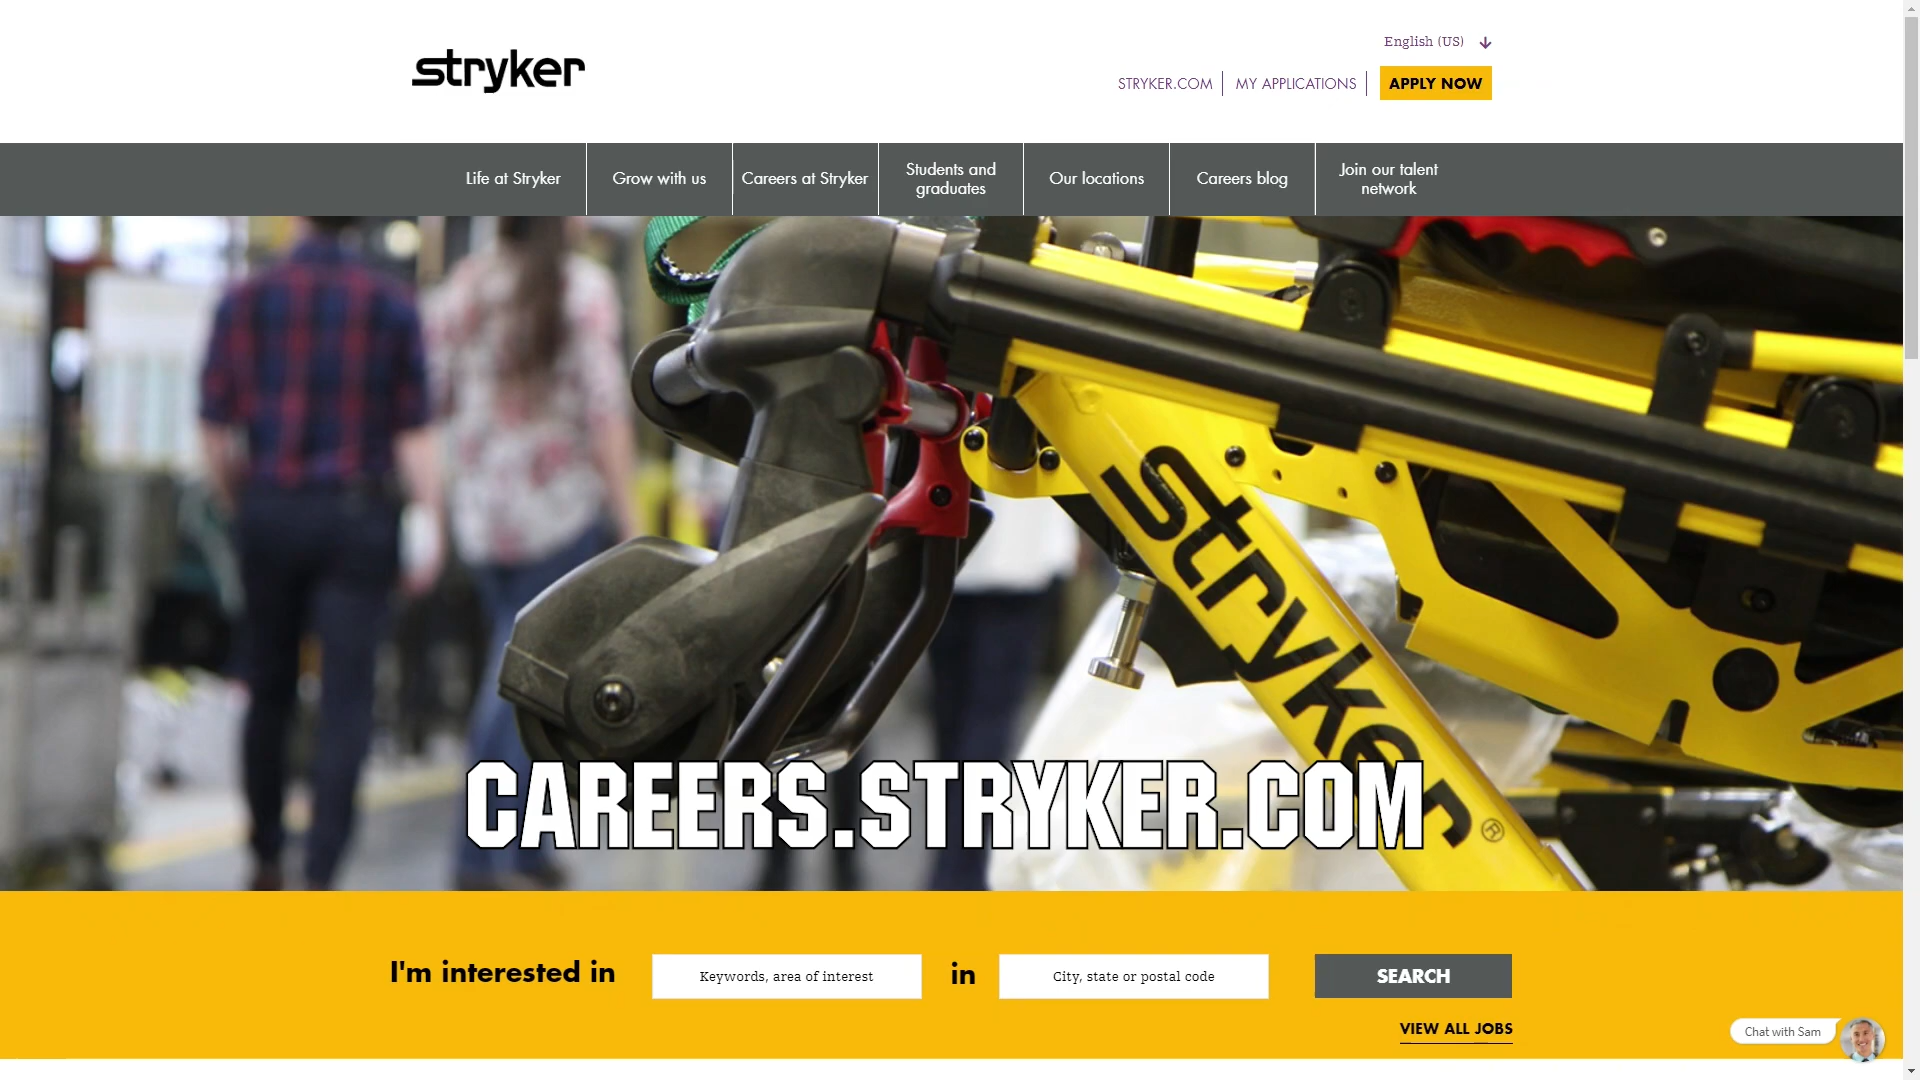 stryker
English (US)
STRYKER.COM
MY APPLICATIONS
APPLY NOW
Life at Stryker
Grow with us
Careers at Stryker
Students and
graduates
Our locations
Careers blog
Join our talent
network
stryker®
CAREERS.STRYKER.COM
I'm interested in
Keywords, area of interest
in
City, state or postal code
SEARCH
VIEW ALL JOBS
Chat with Sam